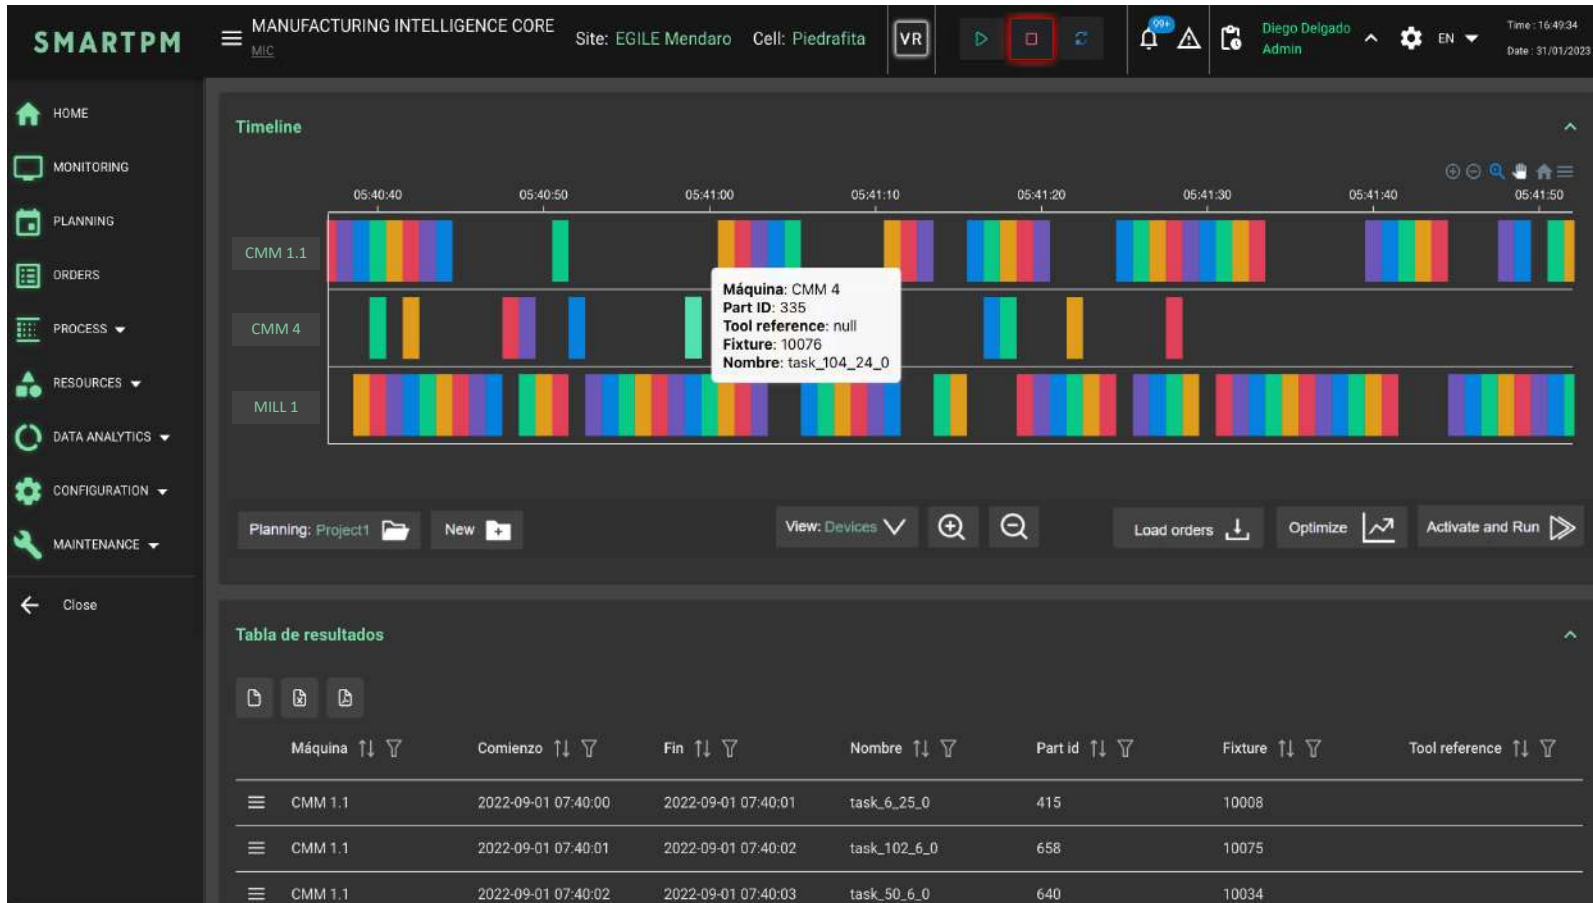 SMARTPM
MANUFACTURING INTELLIGENCE CORE
MIC
Site: EGILE Mendaro
Cell: Piedrafita
VR
99+
Diego Delgado
Admin
EN
Time : 16:49:34
Date : 31/01/2023
HOME
MONITORING
PLANNING
ORDERS
PROCESS
RESOURCES
DATA ANALYTICS
CONFIGURATION
MAINTENANCE
Close
Timeline
05:40:40 05:40:50 05:41:00 05:41:10 05:41:20 05:41:30 05:41:40 05:41:50
CMM 1.1
CMM 4
MILL 1
Máquina: CMM 4
Part ID: 335
Tool reference: null
Fixture: 10076
Nombre: task_104_24_0
Planning: Project1
New
View: Devices
Load orders
Optimize
Activate and Run
Tabla de resultados
Máquina Comienzo Fin Nombre Part id Fixture Tool reference
CMM 1.1 2022-09-01 07:40:00 2022-09-01 07:40:01 task_6_25_0 415 10008
CMM 1.1 2022-09-01 07:40:01 2022-09-01 07:40:02 task_102_6_0 658 10075
CMM 1.1 2022-09-01 07:40:02 2022-09-01 07:40:03 task_50_6_0 640 10034